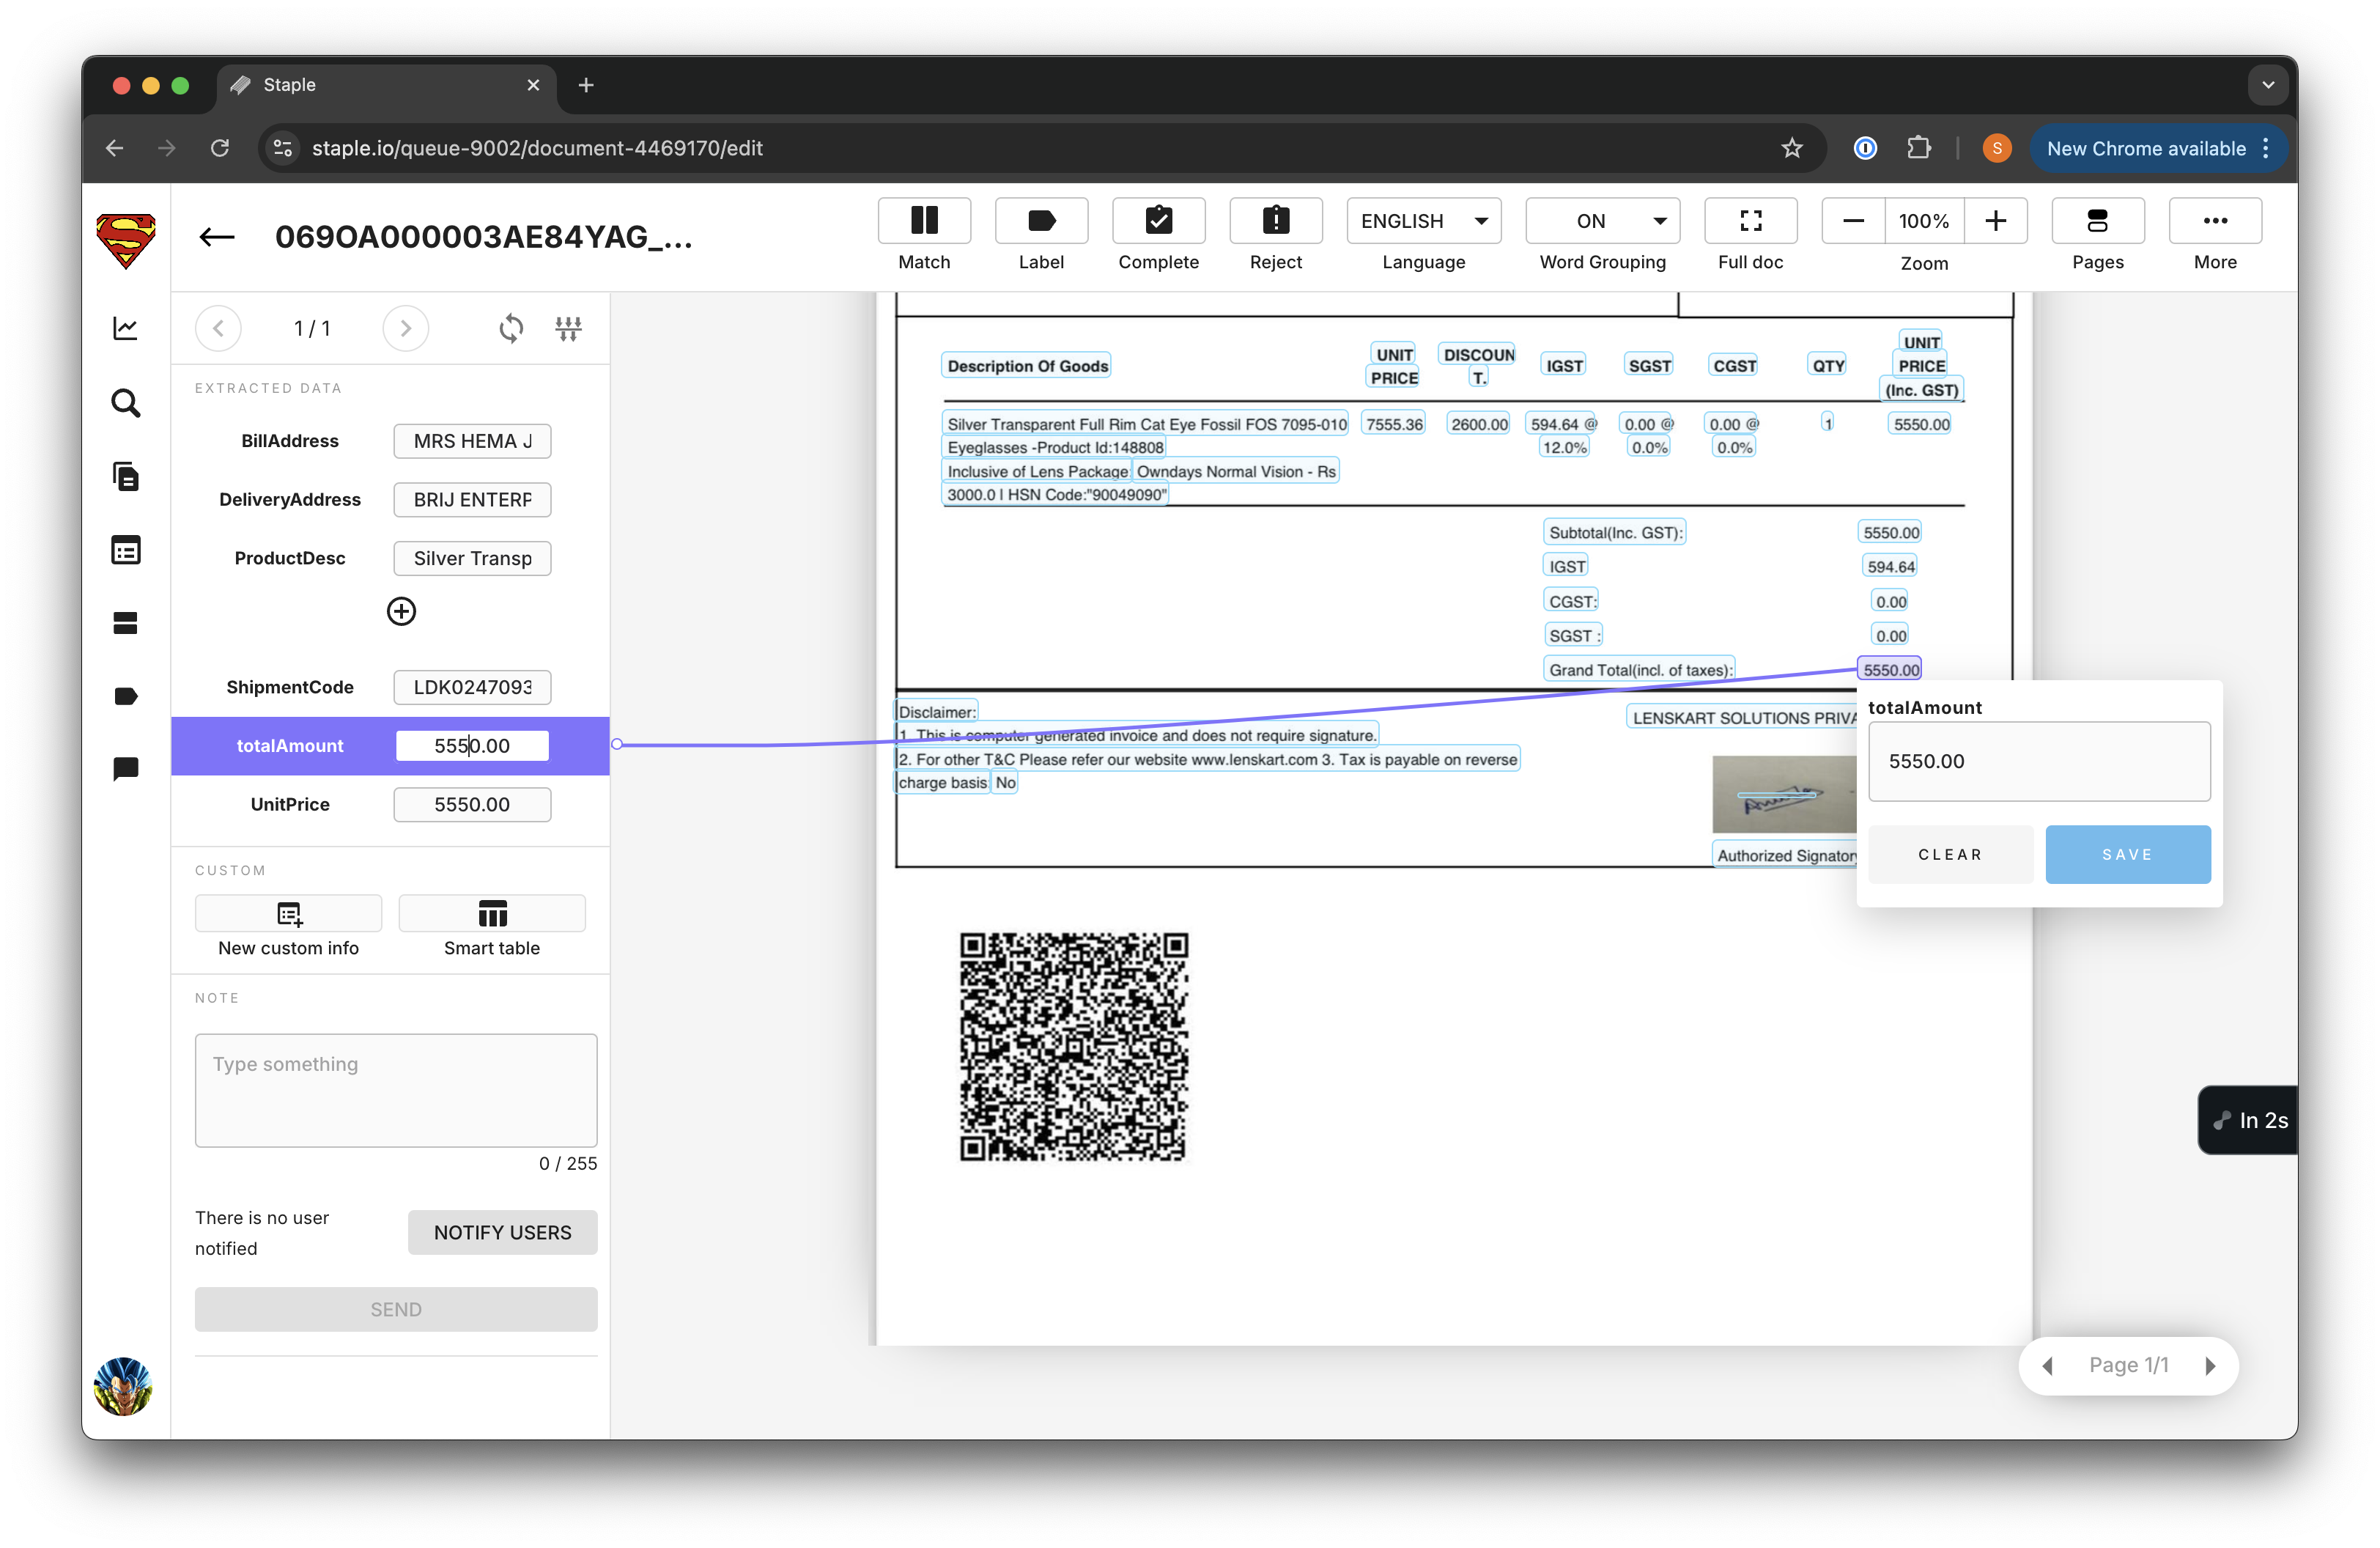 Staple
staple.io/queue-9002/document-4469170/edit
S
New Chrome available
069OA000003AE84YAG_...
Match
Label
Complete
Reject
ENGLISH
Language
ON
Word Grouping
Full doc
100%
Zoom
Pages
More
1 / 1
EXTRACTED DATA
BillAddress
MRS HEMA J
DeliveryAddress
BRIJ ENTERP
ProductDesc
Silver Transp
ShipmentCode
LDK0247093
totalAmount
5550.00
UnitPrice
5550.00
CUSTOM
New custom info
Smart table
NOTE
Type something
0 / 255
There is no user
notified
NOTIFY USERS
SEND
Description Of Goods
UNIT
PRICE
DISCOUN
T.
IGST
SGST
CGST
QTY
UNIT
PRICE
(Inc. GST)
Silver Transparent Full Rim Cat Eye Fossil FOS 7095-010
Eyeglasses -Product Id:148808
Inclusive of Lens Package: Owndays Normal Vision - Rs
3000.0 | HSN Code:"90049090"
7555.36
2600.00
594.64 @
12.0%
0.00 @
0.0%
0.00 @
0.0%
1
5550.00
Subtotal(Inc. GST): 5550.00
IGST 594.64
CGST: 0.00
SGST : 0.00
Grand Total(incl. of taxes): 5550.00
Disclaimer:
1. This is computer generated invoice and does not require signature.
2. For other T&C Please refer our website www.lenskart.com 3. Tax is payable on reverse
charge basis: No
LENSKART SOLUTIONS PRIVA
Authorized Signatory
totalAmount
5550.00
CLEAR
SAVE
In 2s
Page 1/1